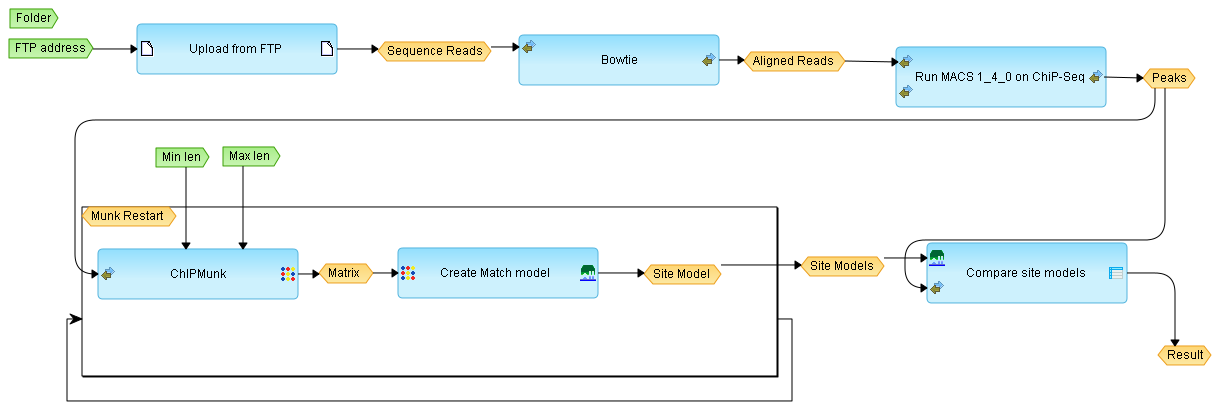 Folder
FTP address
Upload from FTP
Sequence Reads
Bowtie
Aligned Reads
Run MACS 1_4_0 on ChiP-Seq
Peaks
Min len
Max len
Munk Restart
ChIPMunk
Matrix
Create Match model
Site Model
Site Models
Compare site models
Result